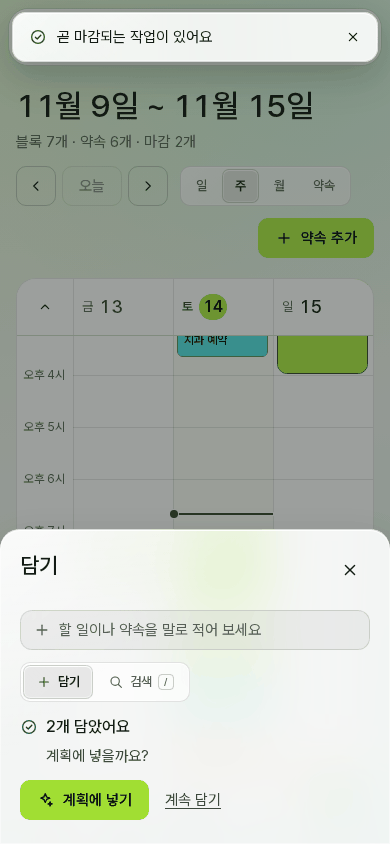 곧 마감되는 작업이 있어요
11월 9일 ~ 11월 15일
블록 7개 · 약속 6개 · 마감 2개
오늘
일 주 월 약속
약속 추가
금 13 토 14 일 15
치과 예약
오후 4시
오후 5시
오후 6시
담기
할 일이나 약속을 말로 적어 보세요
담기 검색 /
2개 담았어요
계획에 넣을까요?
계획에 넣기 계속 담기